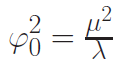 φ₀² = μ²/λ